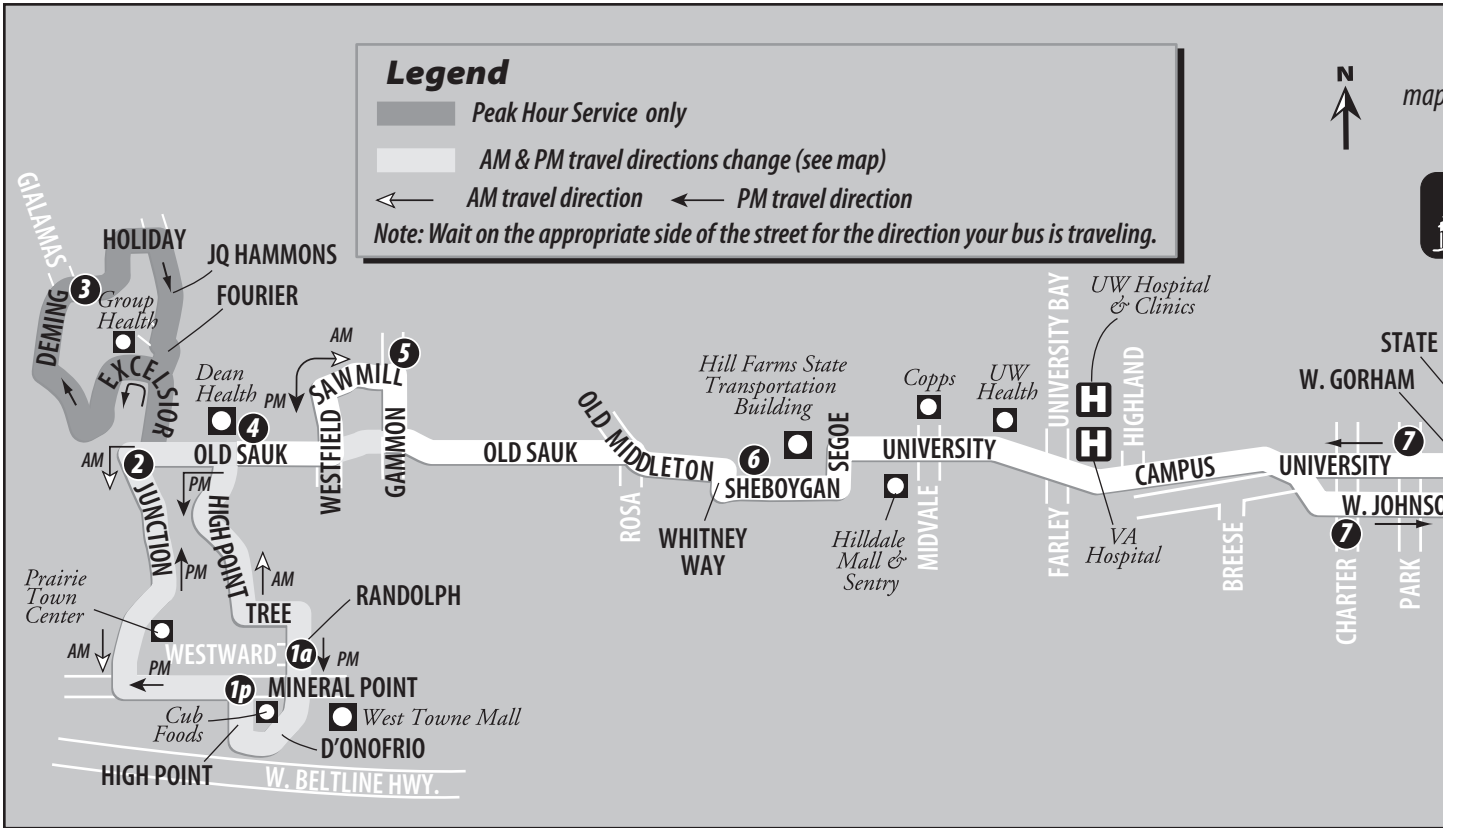 Legend
Peak Hour Service only
AM & PM travel directions change (see map)
AM travel direction
PM travel direction
Note: Wait on the appropriate side of the street for the direction your bus is traveling.
N
map
GIALAMAS
HOLIDAY
JQ HAMMONS
FOURIER
3
Group
Health
DEMING
EXCELSIOR
Dean
Health
4
AM
PM
SAWMILL
5
OLD SAUK
WESTFIELD
GAMMON
OLD SAUK
OLD MIDDLETON
ROSA
WHITNEY
WAY
6
SHEBOYGAN
Hill Farms State
Transportation
Building
SEGOE
Copps
UW
Health
UNIVERSITY
Hilldale
Mall &
Sentry
MIDVALE
UNIVERSITY BAY
FARLEY
UW Hospital
& Clinics
H
H
HIGHLAND
VA
Hospital
CAMPUS
BREESE
STATE
W. GORHAM
7
UNIVERSITY
W. JOHNSO
7
CHARTER
PARK
AM
2
JUNCTION
PM
HIGH POINT
PM
AM
TREE
RANDOLPH
Prairie
Town
Center
AM
PM
WESTWARD
1a
PM
1p
MINERAL POINT
Cub
Foods
West Towne Mall
D'ONOFRIO
HIGH POINT
W. BELTLINE HWY.